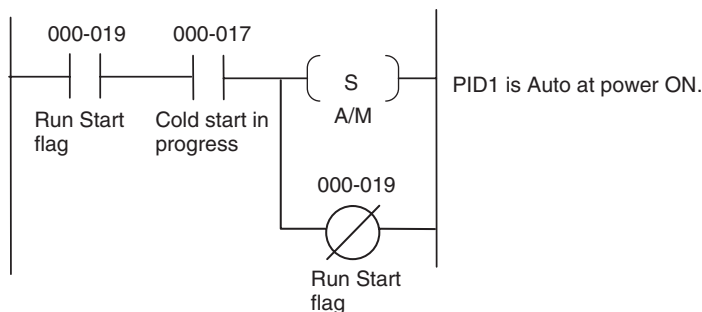 000-019
000-017
S
PID1 is Auto at power ON.
Run Start
flag
Cold start in
progress
A/M
000-019
Run Start
flag